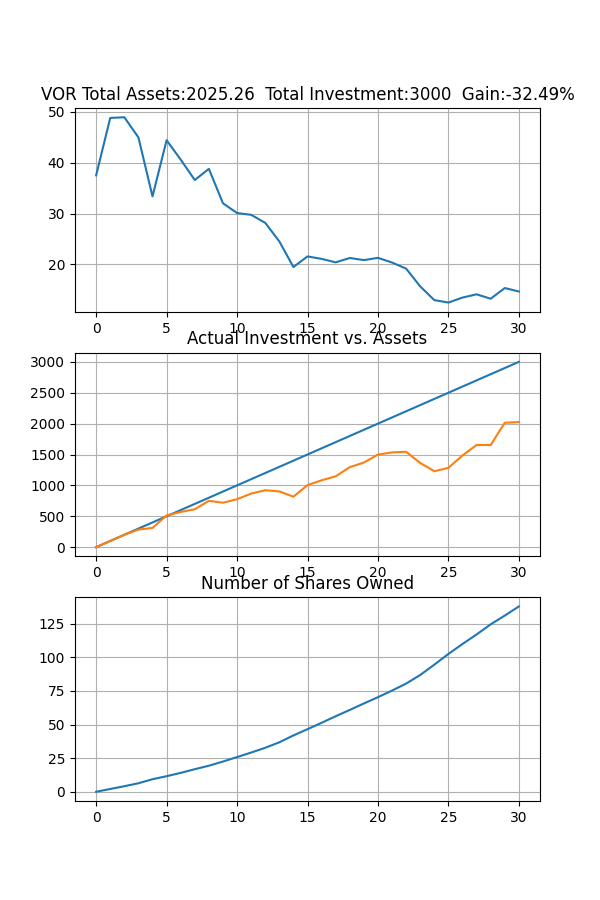 VOR Total Assets:2025.26  Total Investment:3000  Gain:-32.49%
50
40
30
20
0 5 10 15 20 25 30
Actual Investment vs. Assets
3000
2500
2000
1500
1000
500
0
0 5 10 15 20 25 30
Number of Shares Owned
125
100
75
50
25
0
0 5 10 15 20 25 30